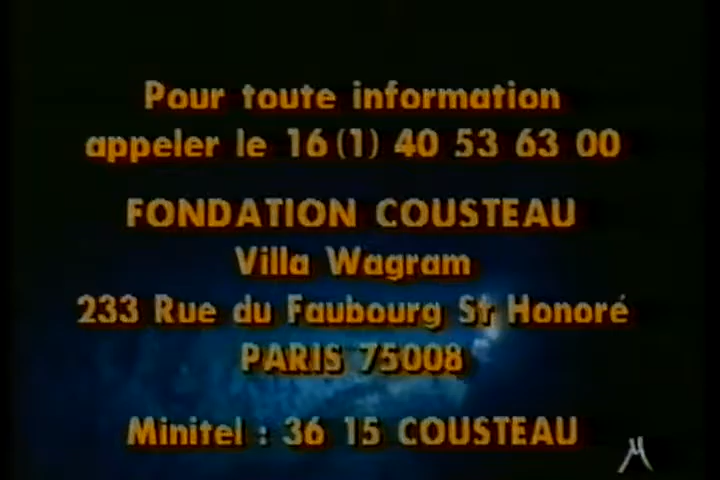 Pour toute information
appeler le 16 (1) 40 53 63 00
FONDATION COUSTEAU
Villa Wagram
233 Rue du Faubourg St Honoré
PARIS 75008
Minitel : 36 15 COUSTEAU
M